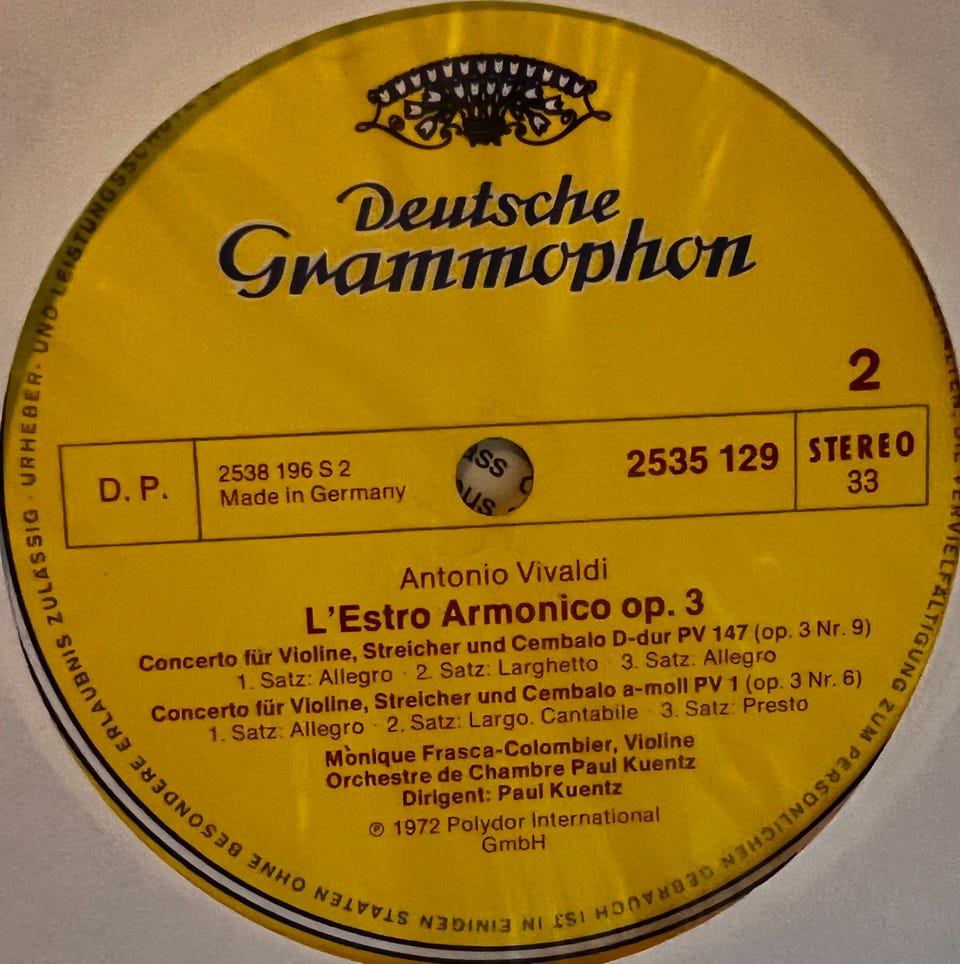 Deutsche
Grammophon
2
D. P.
2538 196 S 2
Made in Germany
2535 129
STEREO
33
Antonio Vivaldi
L'Estro Armonico op. 3
Concerto für Violine, Streicher und Cembalo D-dur PV 147 (op. 3 Nr. 9)
1. Satz: Allegro · 2. Satz: Larghetto · 3. Satz: Allegro
Concerto für Violine, Streicher und Cembalo a-moll PV 1 (op. 3 Nr. 6)
1. Satz: Allegro · 2. Satz: Largo. Cantabile · 3. Satz: Presto
Mònique Frasca-Colombier, Violine
Orchestre de Chambre Paul Kuentz
Dirigent: Paul Kuentz
℗ 1972 Polydor International
GmbH
DIE VERVIELFÄLTIGUNG ZUM PERSÖNLICHEN GEBRAUCH IST IN EINIGEN STAATEN OHNE BESONDERE ERLAUBNIS ZULÄSSIG · URHEBER- UND LEISTUNGSSCHUTZ